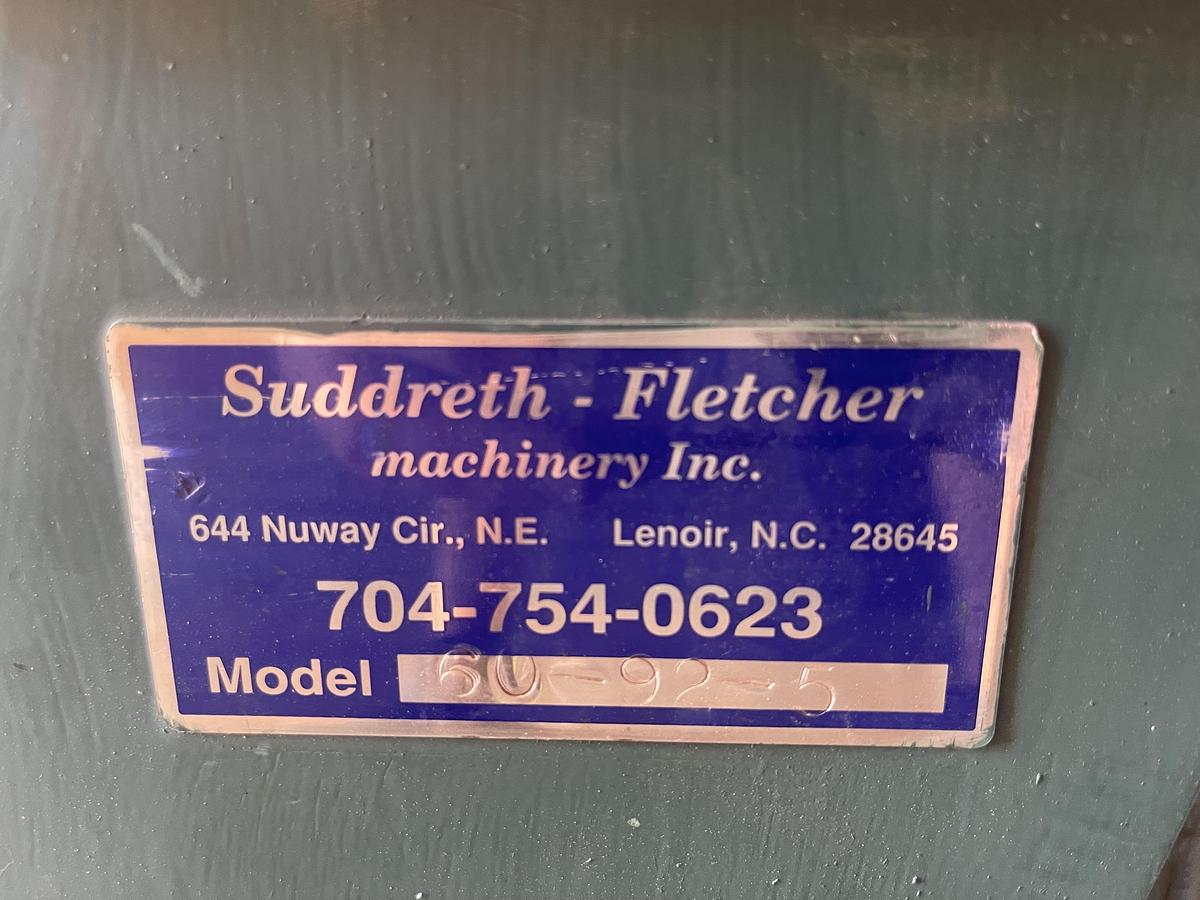 Suddreth - Fletcher
machinery Inc.
644 Nuway Cir., N.E. Lenoir, N.C. 28645
704-754-0623
Model 60-92-5